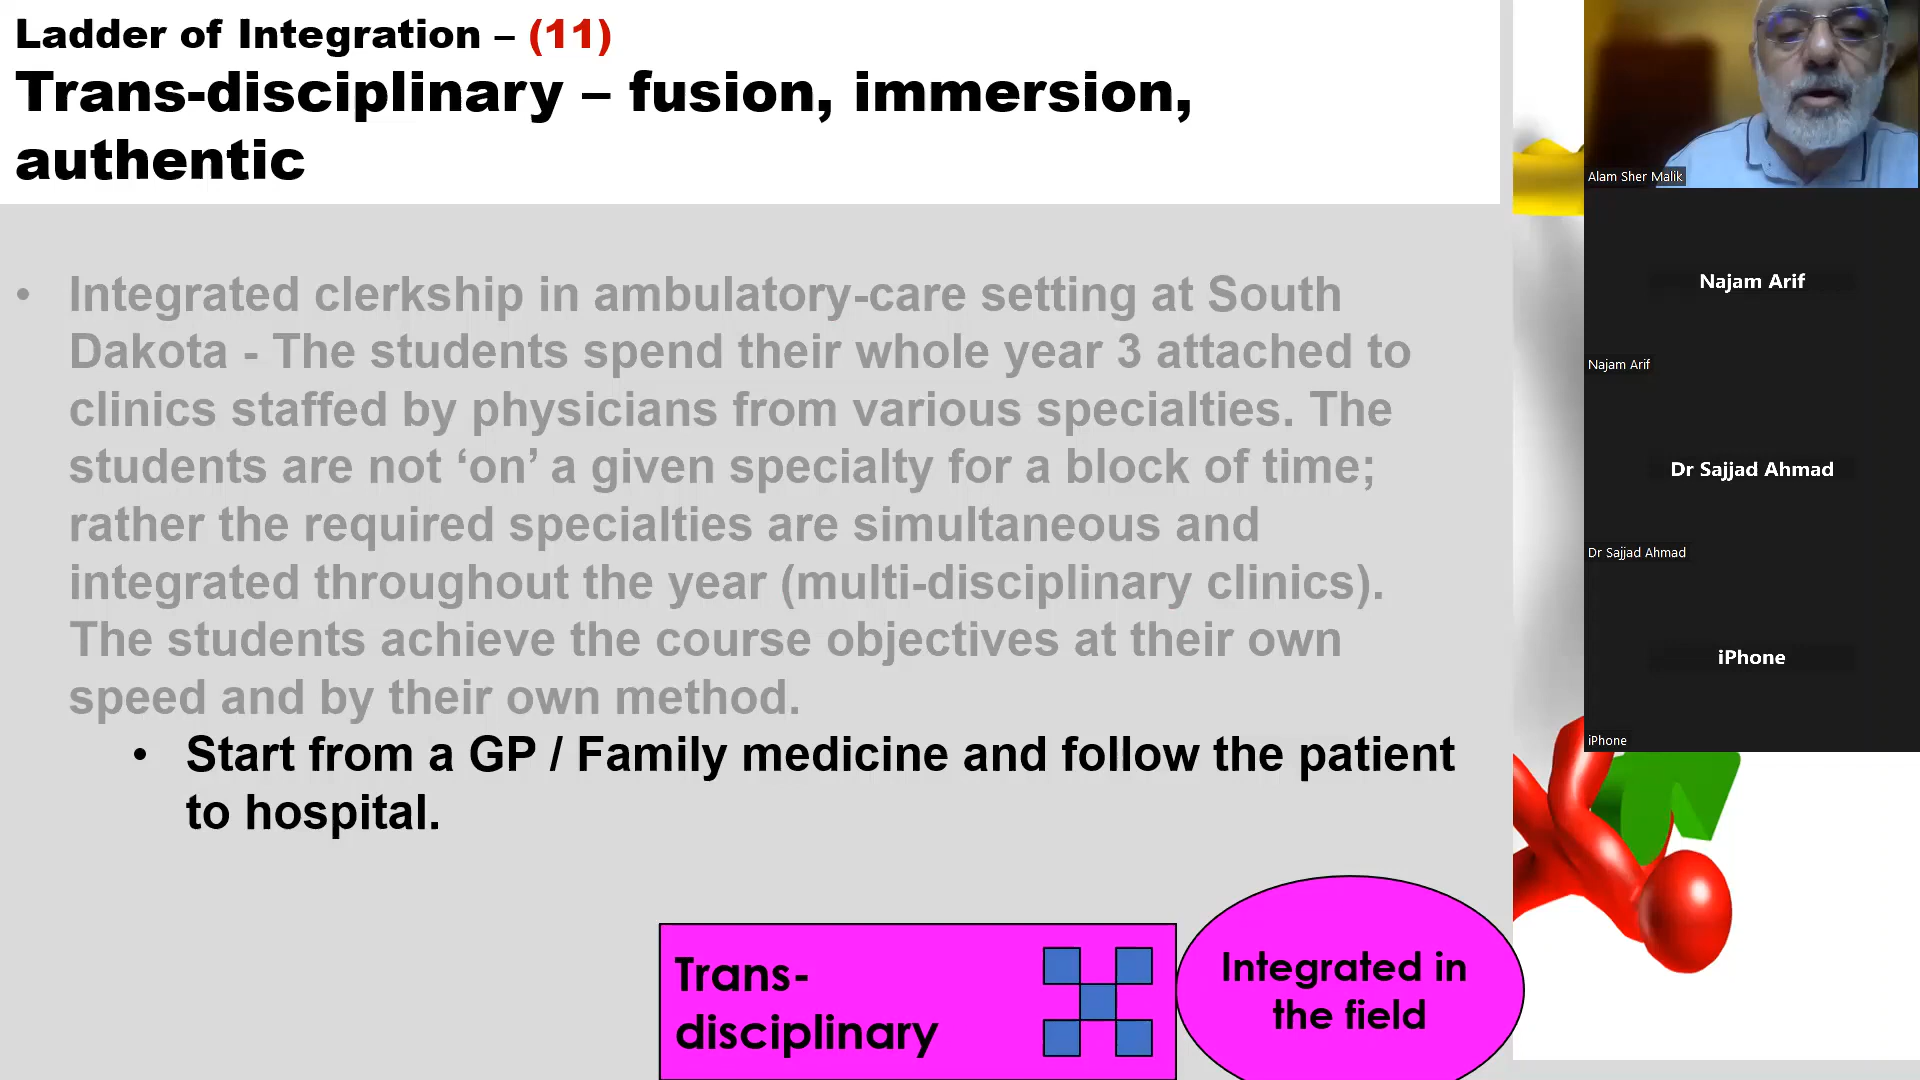 Ladder of Integration – (11)
Trans-disciplinary – fusion, immersion,
authentic
• Integrated clerkship in ambulatory-care setting at South
Dakota - The students spend their whole year 3 attached to
clinics staffed by physicians from various specialties. The
students are not ‘on’ a given specialty for a block of time;
rather the required specialties are simultaneous and
integrated throughout the year (multi-disciplinary clinics).
The students achieve the course objectives at their own
speed and by their own method.
• Start from a GP / Family medicine and follow the patient
to hospital.
Trans-
disciplinary
Integrated in
the field
Alam Sher Malik
Najam Arif
Najam Arif
Dr Sajjad Ahmad
Dr Sajjad Ahmad
iPhone
iPhone